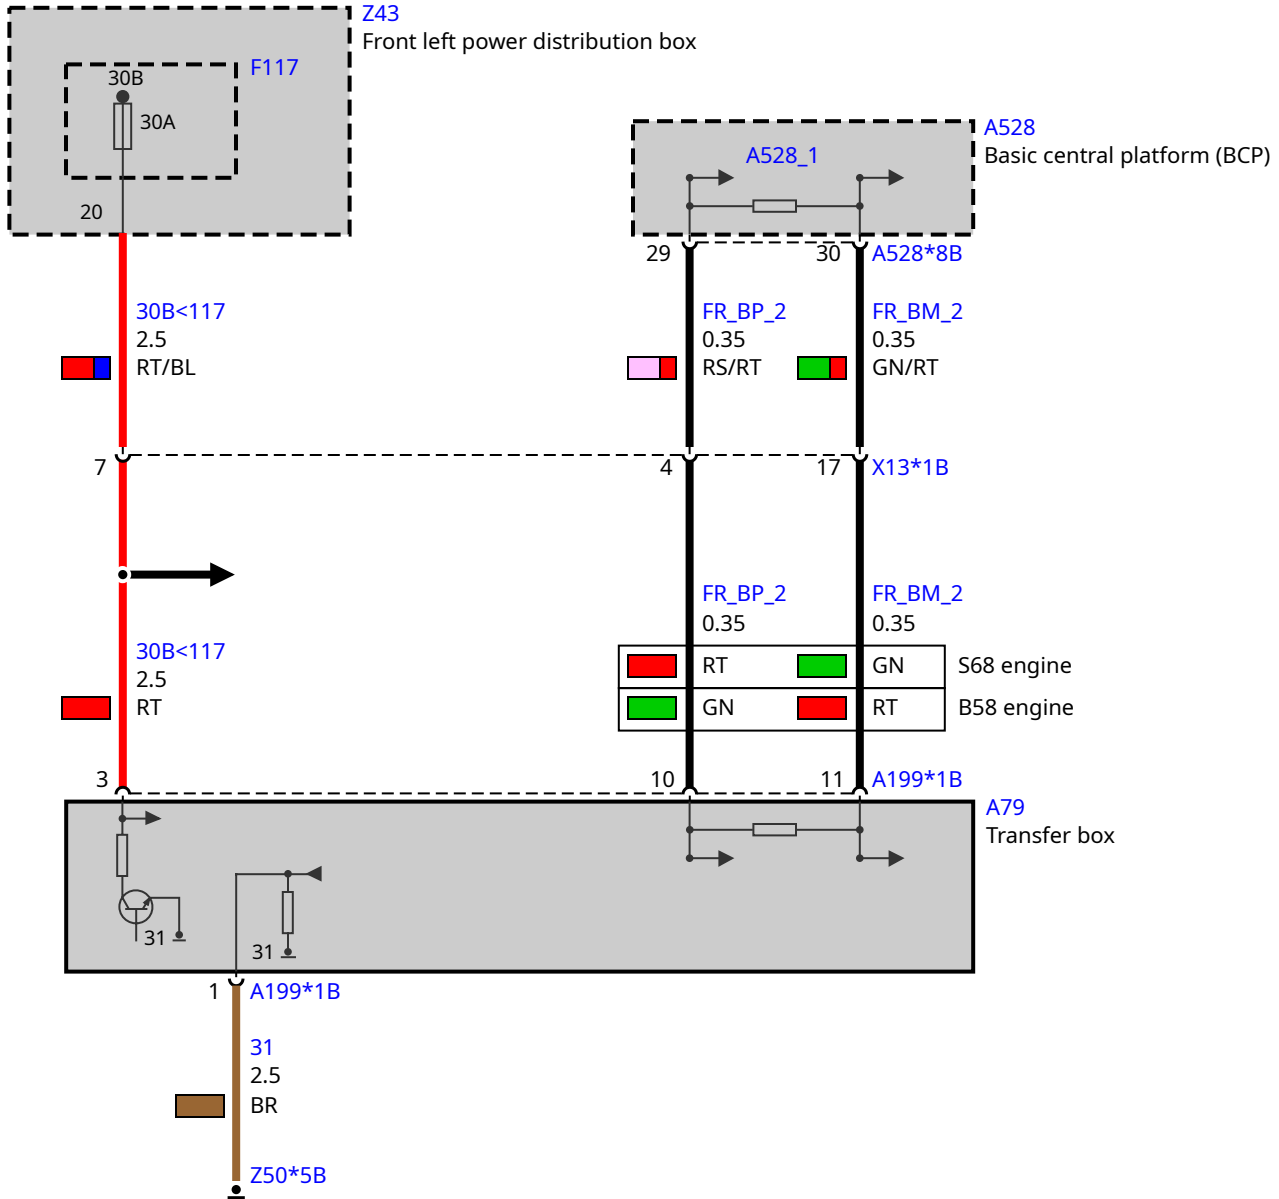 Z43
Front left power distribution box
F117
30B
30A
20
A528
Basic central platform (BCP)
A528_1
29
30
A528*8B
30B<117
2.5
RT/BL
FR_BP_2
0.35
RS/RT
FR_BM_2
0.35
GN/RT
7
4
17
X13*1B
FR_BP_2
0.35
FR_BM_2
0.35
30B<117
2.5
RT
RT
GN
S68 engine
GN
RT
B58 engine
3
10
11
A199*1B
A79
Transfer box
31
31
1
A199*1B
31
2.5
BR
Z50*5B